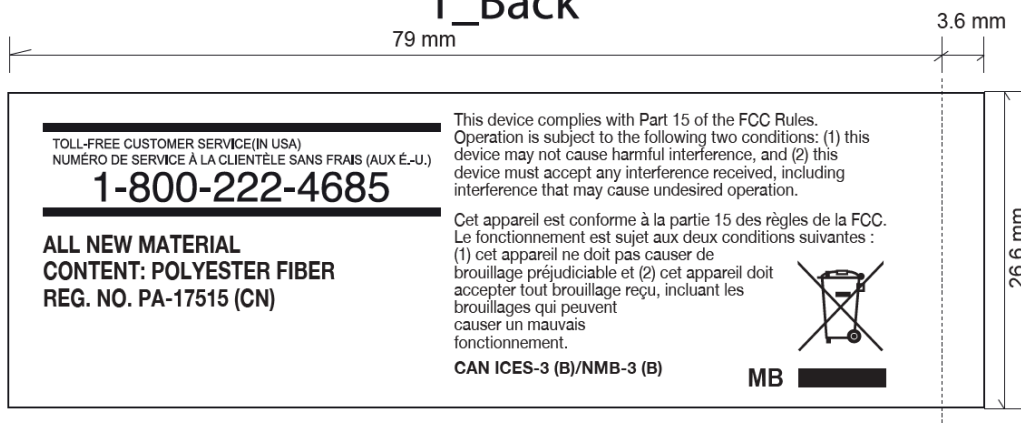 1_Back
79 mm
3.6 mm
TOLL-FREE CUSTOMER SERVICE(IN USA)
NUMÉRO DE SERVICE À LA CLIENTÈLE SANS FRAIS (AUX É.-U.)
1-800-222-4685
ALL NEW MATERIAL
CONTENT: POLYESTER FIBER
REG. NO. PA-17515 (CN)
This device complies with Part 15 of the FCC Rules.
Operation is subject to the following two conditions: (1) this
device may not cause harmful interference, and (2) this
device must accept any interference received, including
interference that may cause undesired operation.
Cet appareil est conforme à la partie 15 des règles de la FCC.
Le fonctionnement est sujet aux deux conditions suivantes :
(1) cet appareil ne doit pas causer de
brouillage préjudiciable et (2) cet appareil doit
accepter tout brouillage reçu, incluant les
brouillages qui peuvent
causer un mauvais
fonctionnement.
CAN ICES-3 (B)/NMB-3 (B)
MB
26.6 mm